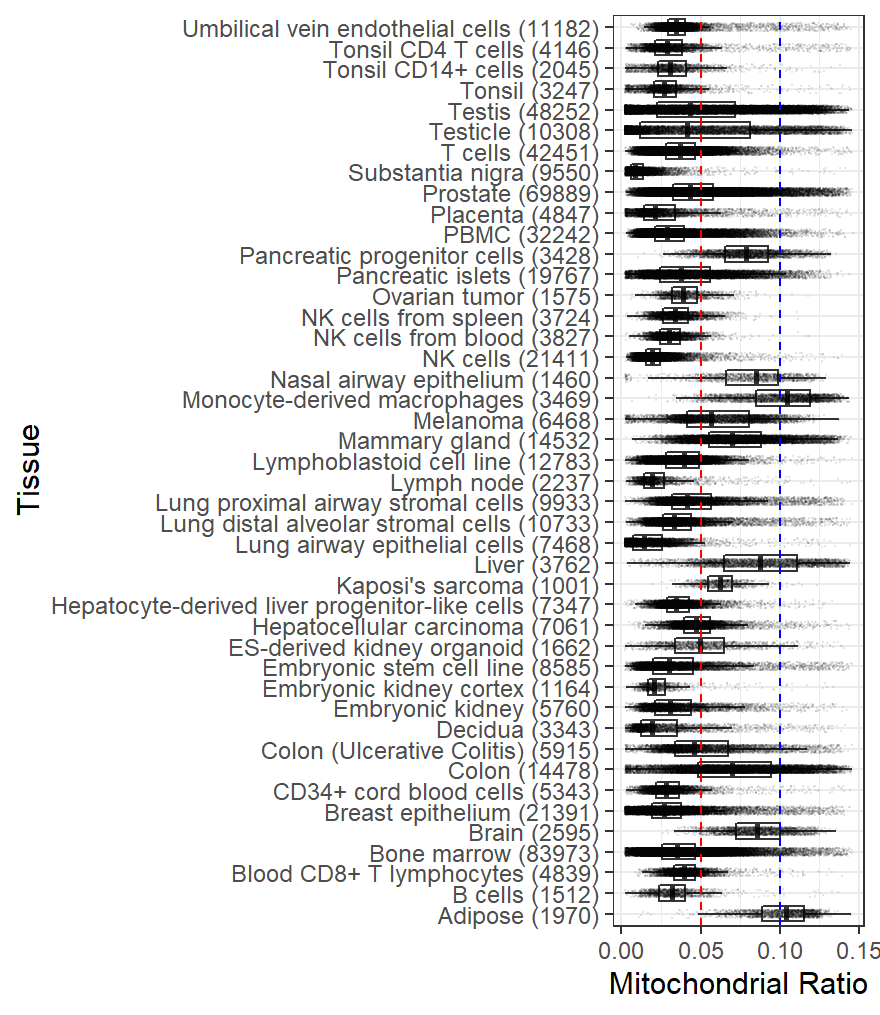 Umbilical vein endothelial cells (11182)
Tonsil CD4 T cells (4146)
Tonsil CD14+ cells (2045)
Tonsil (3247)
Testis (48252)
Testicle (10308)
T cells (42451)
Substantia nigra (9550)
Prostate (69889)
Placenta (4847)
PBMC (32242)
Pancreatic progenitor cells (3428)
Pancreatic islets (19767)
Ovarian tumor (1575)
NK cells from spleen (3724)
NK cells from blood (3827)
NK cells (21411)
Nasal airway epithelium (1460)
Monocyte-derived macrophages (3469)
Melanoma (6468)
Mammary gland (14532)
Lymphoblastoid cell line (12783)
Lymph node (2237)
Lung proximal airway stromal cells (9933)
Lung distal alveolar stromal cells (10733)
Lung airway epithelial cells (7468)
Liver (3762)
Kaposi's sarcoma (1001)
Hepatocyte-derived liver progenitor-like cells (7347)
Hepatocellular carcinoma (7061)
ES-derived kidney organoid (1662)
Embryonic stem cell line (8585)
Embryonic kidney cortex (1164)
Embryonic kidney (5760)
Decidua (3343)
Colon (Ulcerative Colitis) (5915)
Colon (14478)
CD34+ cord blood cells (5343)
Breast epithelium (21391)
Brain (2595)
Bone marrow (83973)
Blood CD8+ T lymphocytes (4839)
B cells (1512)
Adipose (1970)
Tissue
0.00 0.05 0.10 0.15
Mitochondrial Ratio